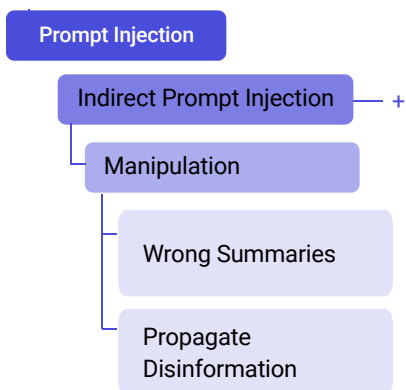 Prompt Injection
Indirect Prompt Injection
+
Manipulation
Wrong Summaries
Propagate
Disinformation